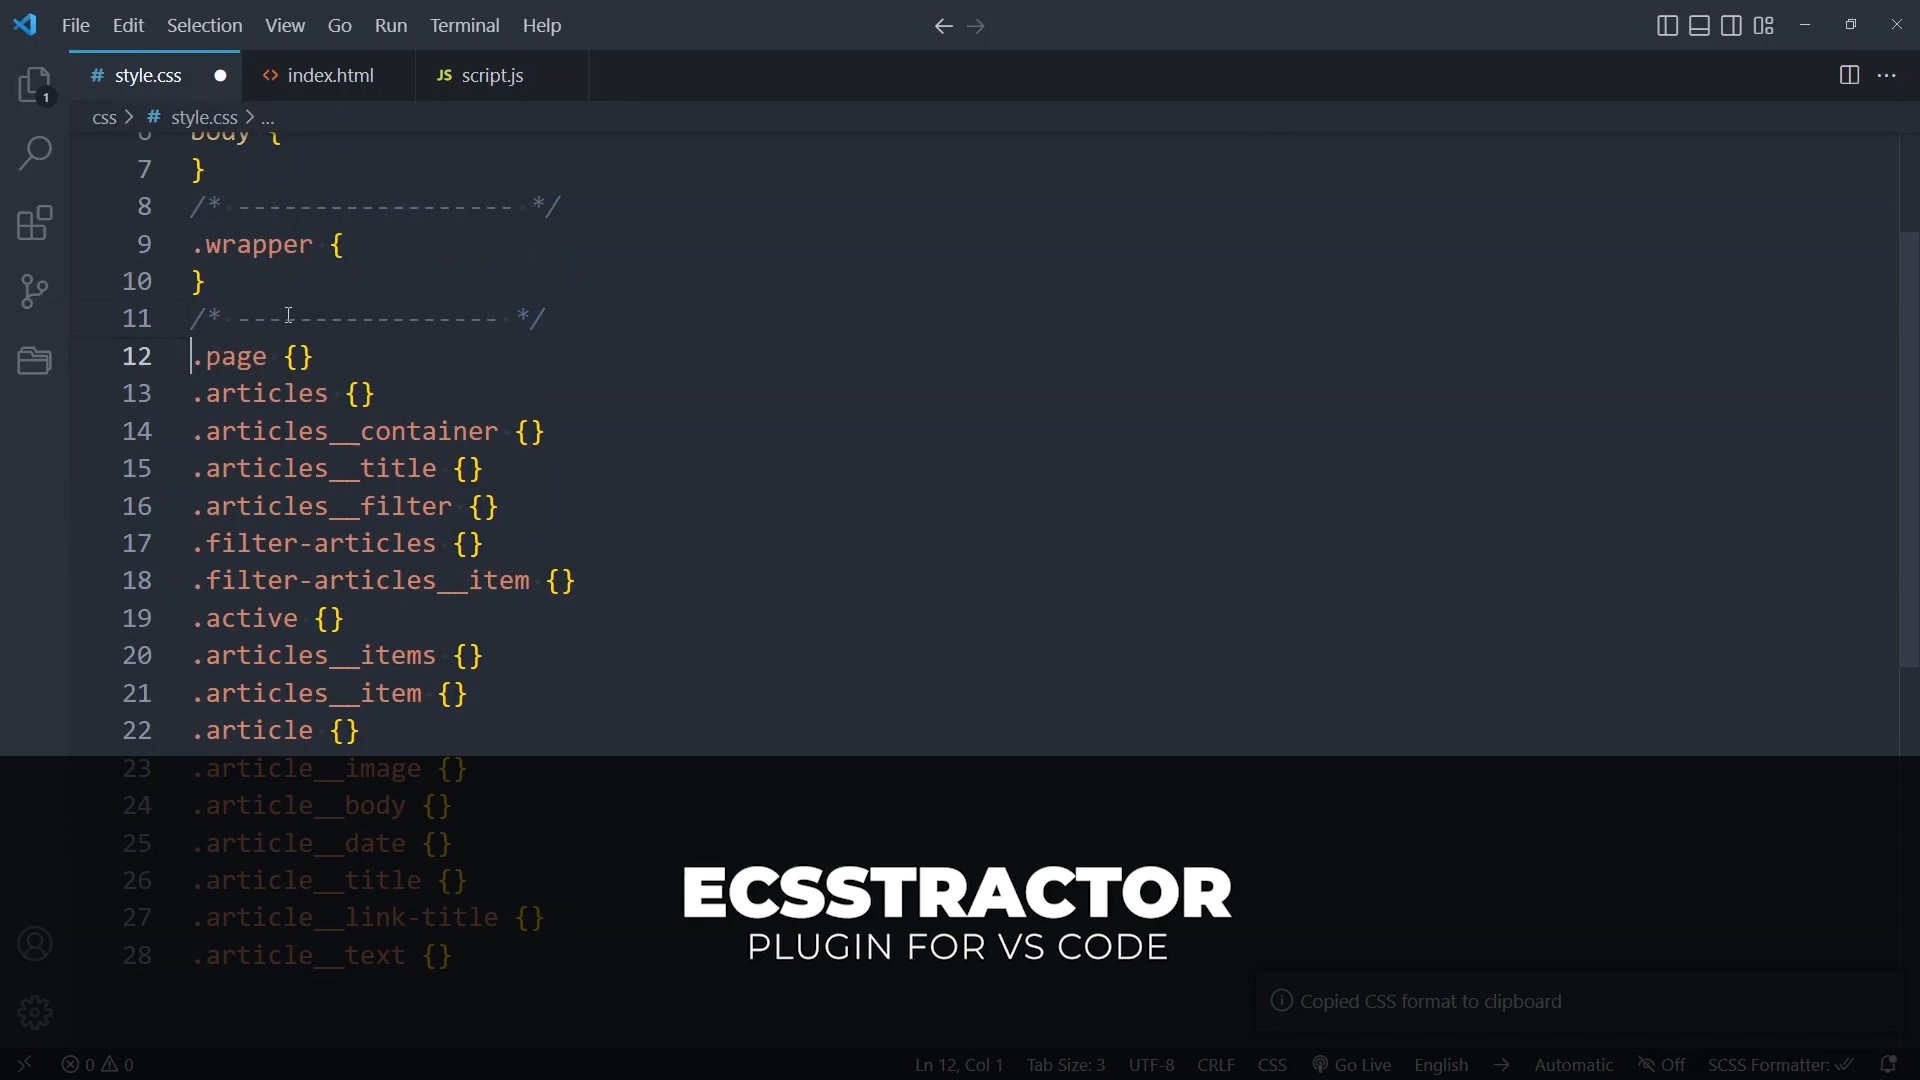 File Edit Selection View Go Run Terminal Help
# style.css <> index.html JS script.js
1
css > # style.css > ...
6 body {
7 }
8 /* ------------------ */
9 .wrapper {
10 }
11 /* ----------------- */
12 .page {}
13 .articles {}
14 .articles__container {}
15 .articles__title {}
16 .articles__filter {}
17 .filter-articles {}
18 .filter-articles__item {}
19 .active {}
20 .articles__items {}
21 .articles__item {}
22 .article {}
23 .article__image {}
24 .article__body {}
25 .article__date {}
26 .article__title {}
27 .article__link-title {}
28 .article__text {}
ECSSTRACTOR
PLUGIN FOR VS CODE
Copied CSS format to clipboard
0 0 Ln 12, Col 1 Tab Size: 3 UTF-8 CRLF CSS Go Live English Automatic Off SCSS Formatter: